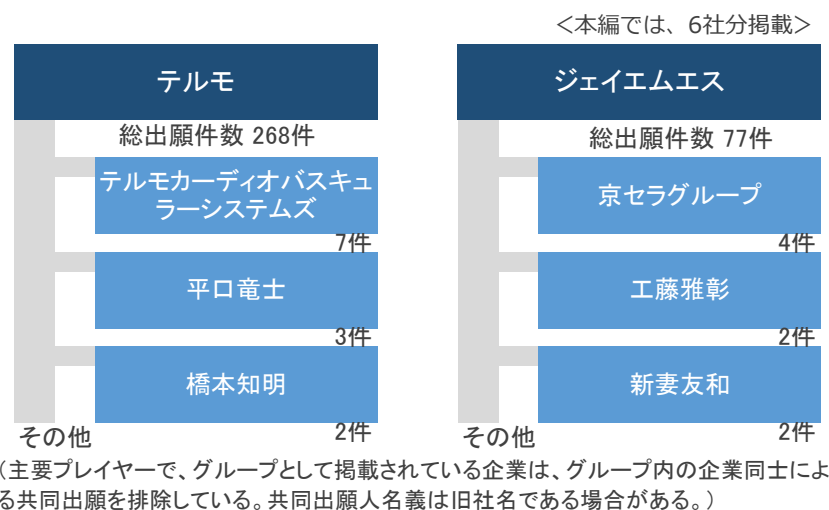 ＜本編では、6社分掲載＞
テルモ
総出願件数 268件
テルモカーディオバスキュ
ラーシステムズ
7件
平口竜士
3件
橋本知明
2件
その他
ジェイエムエス
総出願件数 77件
京セラグループ
4件
工藤雅彰
2件
新妻友和
2件
その他
（主要プレイヤーで、グループとして掲載されている企業は、グループ内の企業同士によ
る共同出願を排除している。共同出願人名義は旧社名である場合がある。）